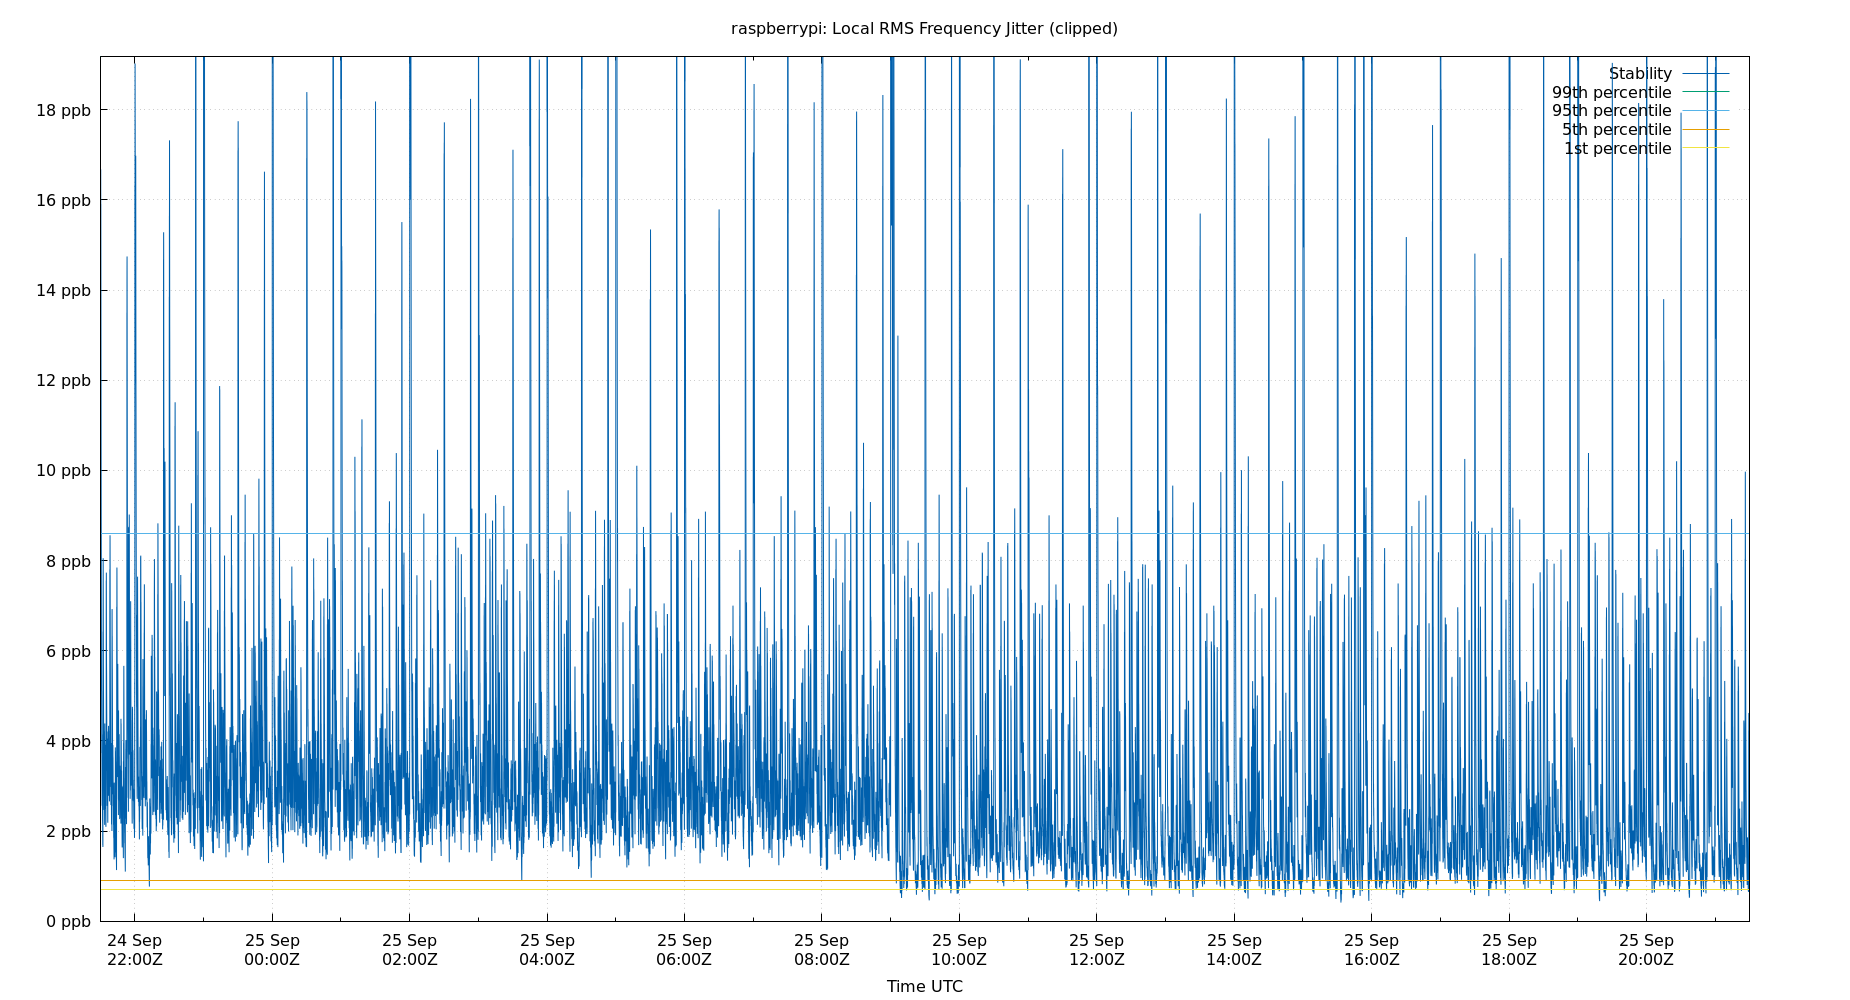 raspberrypi: Local RMS Frequency Jitter (clipped)
Stability
99th percentile
95th percentile
5th percentile
1st percentile
18 ppb
16 ppb
14 ppb
12 ppb
10 ppb
8 ppb
6 ppb
4 ppb
2 ppb
0 ppb
24 Sep 25 Sep 25 Sep 25 Sep 25 Sep 25 Sep 25 Sep 25 Sep 25 Sep 25 Sep 25 Sep 25 Sep
22:00Z 00:00Z 02:00Z 04:00Z 06:00Z 08:00Z 10:00Z 12:00Z 14:00Z 16:00Z 18:00Z 20:00Z
Time UTC